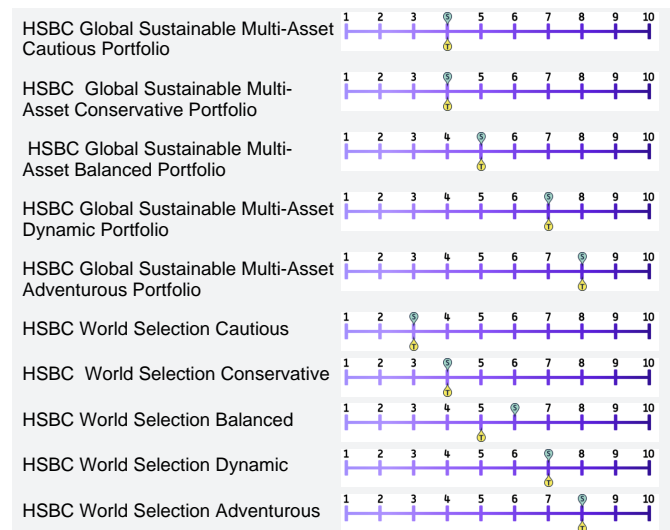 HSBC Global Sustainable Multi-Asset
Cautious Portfolio
1 2 3 S 5 6 7 8 9 10
T
HSBC Global Sustainable Multi-
Asset Conservative Portfolio
1 2 3 S 5 6 7 8 9 10
T
HSBC Global Sustainable Multi-
Asset Balanced Portfolio
1 2 3 4 S 6 7 8 9 10
T
HSBC Global Sustainable Multi-Asset
Dynamic Portfolio
1 2 3 4 5 6 S 8 9 10
T
HSBC Global Sustainable Multi-Asset
Adventurous Portfolio
1 2 3 4 5 6 7 S 9 10
T
HSBC World Selection Cautious
1 2 S 4 5 6 7 8 9 10
T
HSBC World Selection Conservative
1 2 3 S 5 6 7 8 9 10
T
HSBC World Selection Balanced
1 2 3 4 5 S 7 8 9 10
T
HSBC World Selection Dynamic
1 2 3 4 5 6 S 8 9 10
T
HSBC World Selection Adventurous
1 2 3 4 5 6 7 S 9 10
T